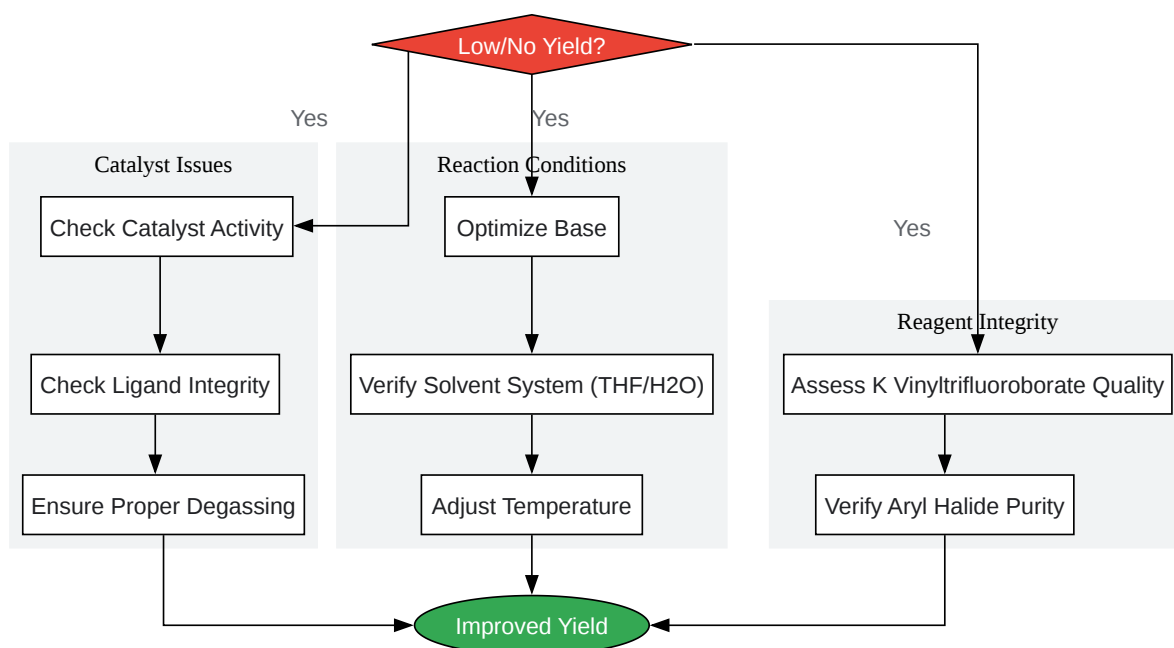 Low/No Yield?
Yes
Yes
Yes
Catalyst Issues
Check Catalyst Activity
Check Ligand Integrity
Ensure Proper Degassing
Reaction Conditions
Optimize Base
Verify Solvent System (THF/H2O)
Adjust Temperature
Reagent Integrity
Assess K Vinyltrifluoroborate Quality
Verify Aryl Halide Purity
Improved Yield